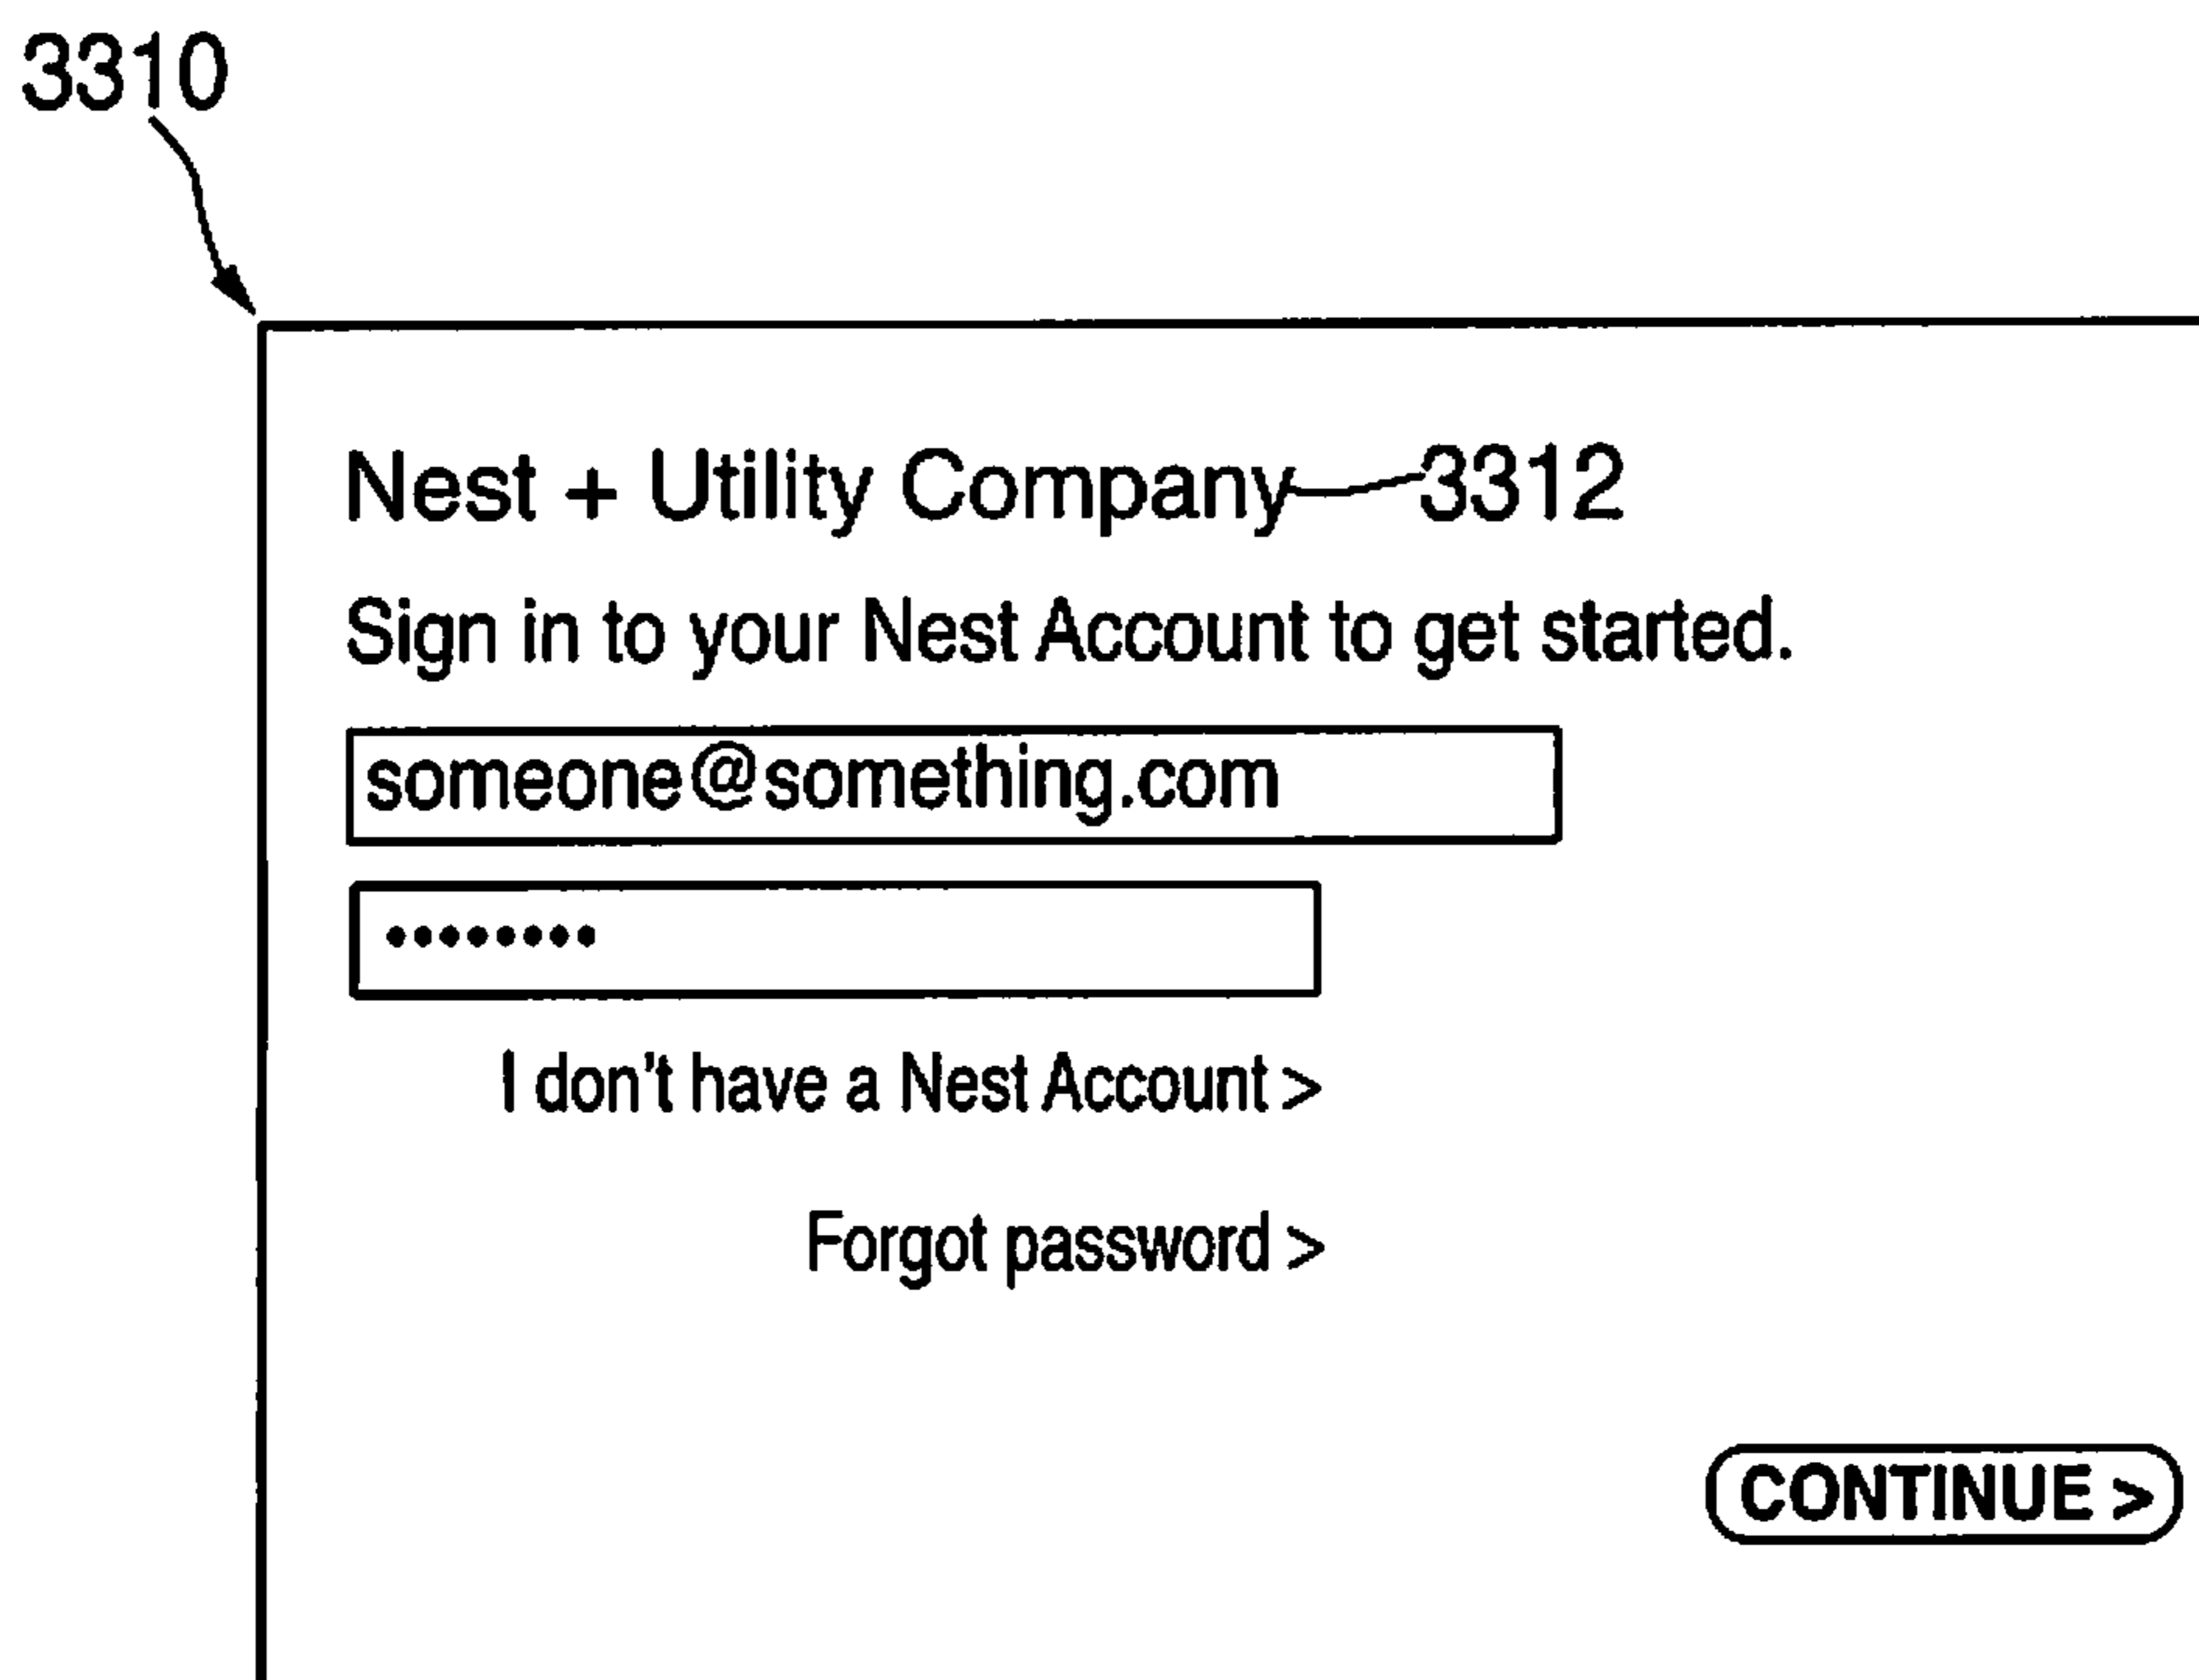 3310
Nest + Utility Company 3312
Sign in to your Nest Account to get started.
someone@something.com
••••••••
I don't have a Nest Account >
Forgot password >
CONTINUE >